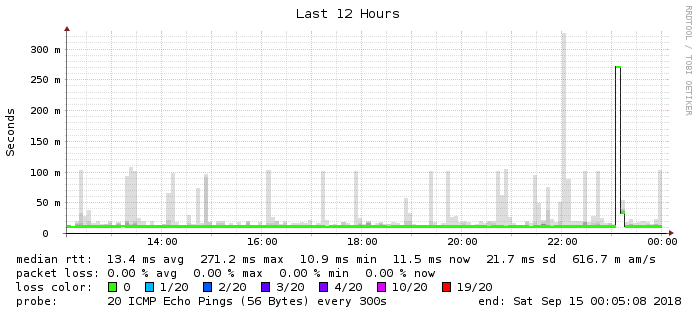 Last 12 Hours
RRDTOOL / TOBI OETIKER
Seconds
300 m
250 m
200 m
150 m
100 m
50 m
0
14:00 16:00 18:00 20:00 22:00 00:00
median rtt: 13.4 ms avg 271.2 ms max 10.9 ms min 11.5 ms now 21.7 ms sd 616.7 m am/s
packet loss: 0.00 % avg 0.00 % max 0.00 % min 0.00 % now
loss color: 0 1/20 2/20 3/20 4/20 10/20 19/20
probe: 20 ICMP Echo Pings (56 Bytes) every 300s end: Sat Sep 15 00:05:08 2018